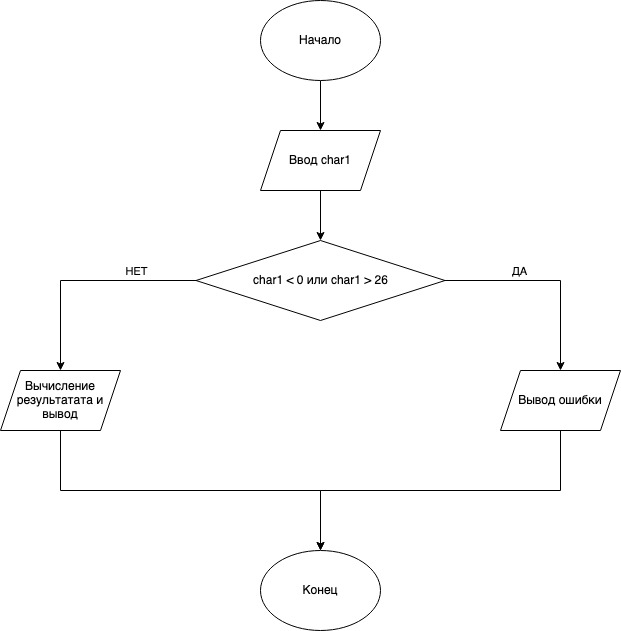 Начало
Ввод char1
char1 < 0 или char1 > 26
НЕТ
ДА
Вычисление
результатата и
вывод
Вывод ошибки
Конец